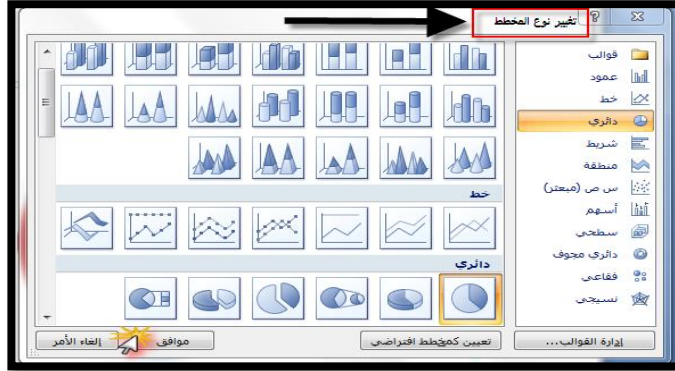 تغيير نوع المخطط
قوالب
عمود
خط
دائري
شريط
منطقة
س ص (مبعثر)
أسهم
سطحي
دائري مجوف
فقاعي
نسيجي
خط
دائري
إدارة القوالب...
تعيين كمخطط افتراضي
موافق
إلغاء الأمر